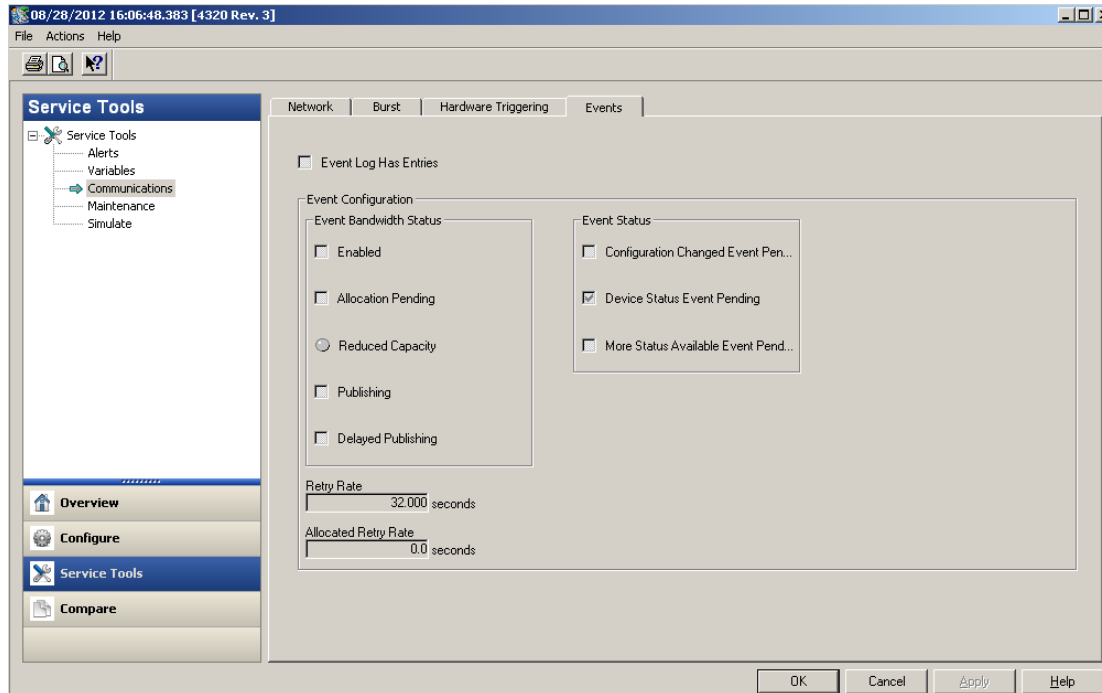 08/28/2012 16:06:48.383 [4320 Rev. 3]
File Actions Help
Service Tools
Service Tools
Alerts
Variables
Communications
Maintenance
Simulate
Overview
Configure
Service Tools
Compare
Network Burst Hardware Triggering Events
Event Log Has Entries
Event Configuration
Event Bandwidth Status
Enabled
Allocation Pending
Reduced Capacity
Publishing
Delayed Publishing
Event Status
Configuration Changed Event Pen...
Device Status Event Pending
More Status Available Event Pend...
Retry Rate
32.000 seconds
Allocated Retry Rate
0.0 seconds
OK Cancel Apply Help